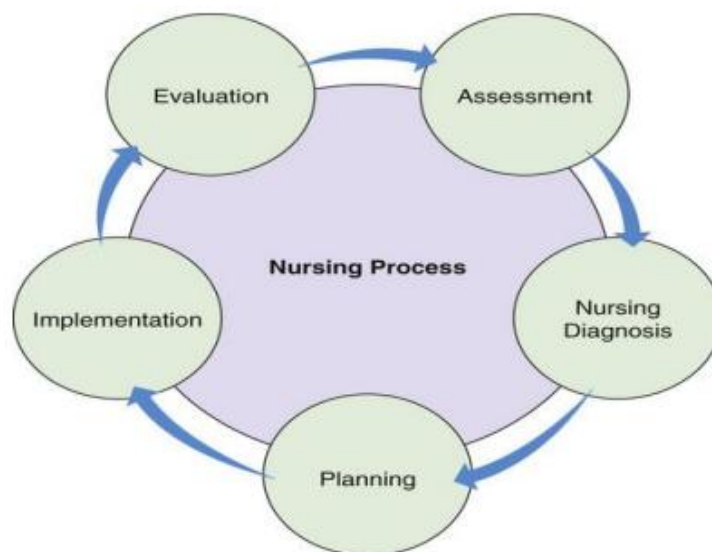 Evaluation
Assessment
Nursing Process
Implementation
Nursing
Diagnosis
Planning